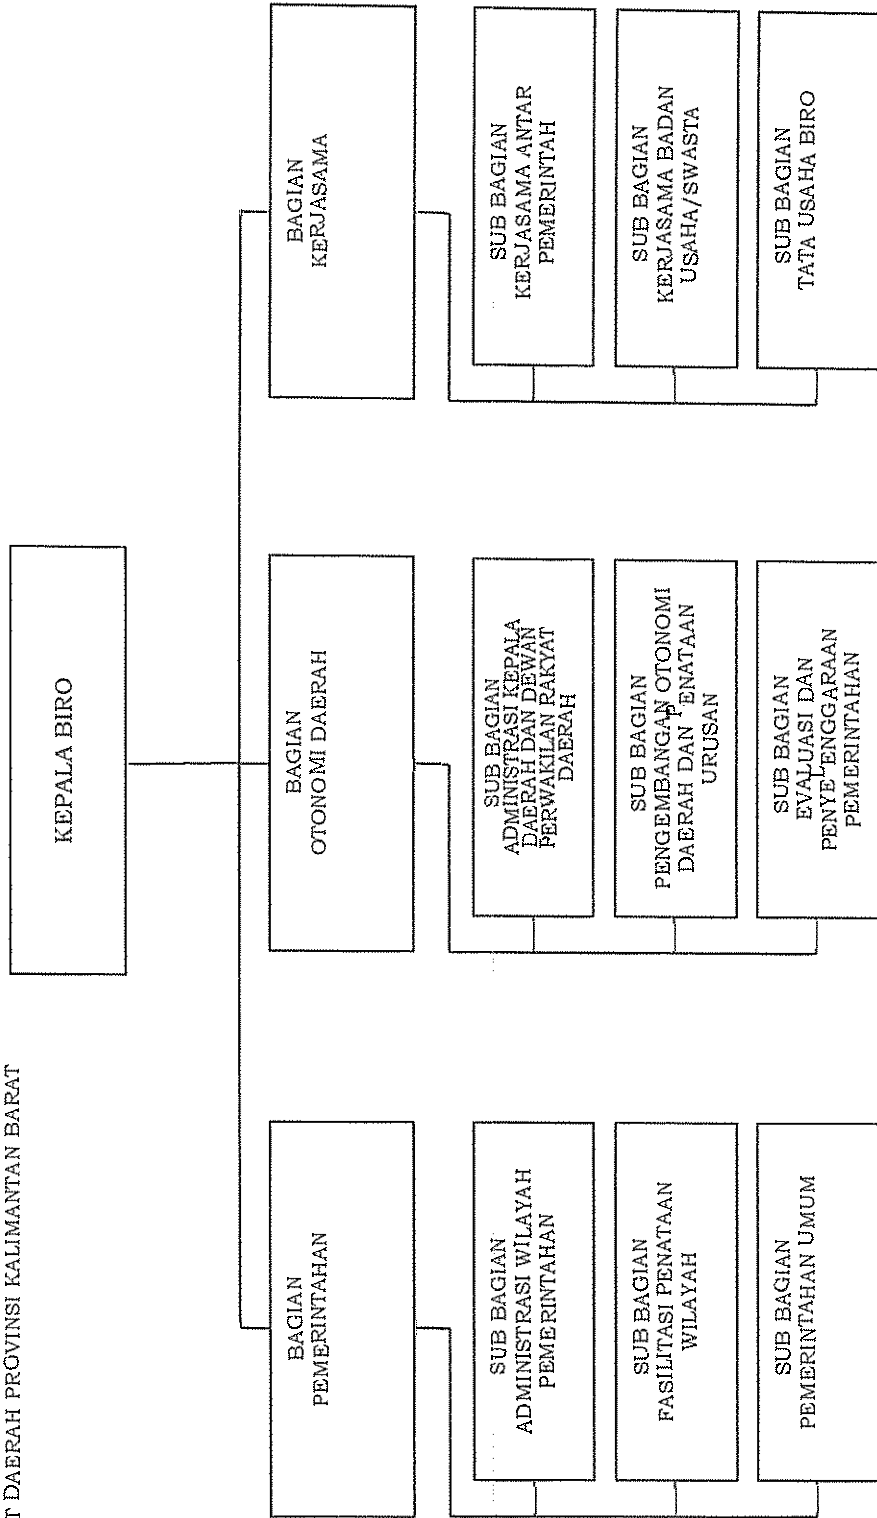 T DAERAH PROVINSI KALIMANTAN BARAT
KEPALA BIRO
BAGIAN
PEMERINTAHAN
BAGIAN
OTONOMI DAERAH
BAGIAN
KERJASAMA
SUB BAGIAN
ADMINISTRASI WILAYAH
PEMERINTAHAN
SUB BAGIAN
ADMINISTRASI KEPALA
DAERAH DAN DEWAN
PERWAKILAN RAKYAT
DAERAH
SUB BAGIAN
KERJASAMA ANTAR
PEMERINTAH
SUB BAGIAN
FASILITASI PENATAAN
WILAYAH
SUB BAGIAN
PENGEMBANGAN OTONOMI
DAERAH DAN PENATAAN
URUSAN
SUB BAGIAN
KERJASAMA BADAN
USAHA/SWASTA
SUB BAGIAN
PEMERINTAHAN UMUM
SUB BAGIAN
EVALUASI DAN
PENYELENGGARAAN
PEMERINTAHAN
SUB BAGIAN
TATA USAHA BIRO